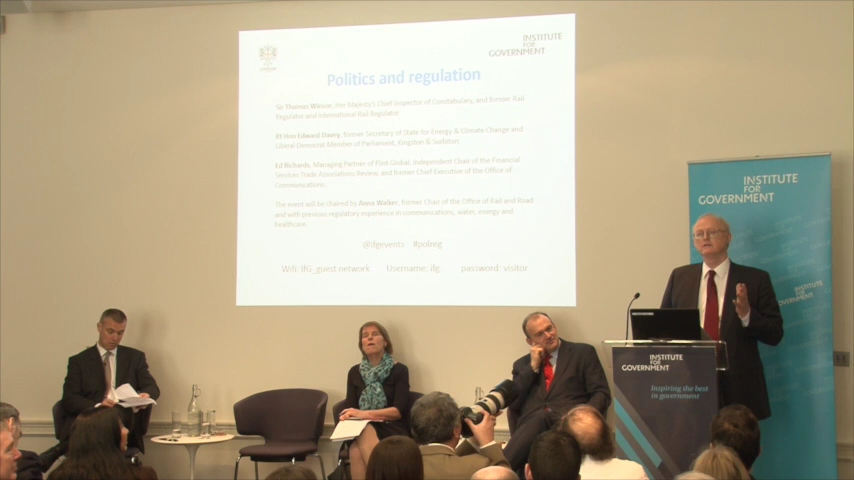 INSTITUTE
FOR
GOVERNMENT
Politics and regulation
Sir Thomas Winsor, Her Majesty's Chief Inspector of Constabulary, and former Rail
Regulator and International Rail Regulator
Rt Hon Edward Davey, former Secretary of State for Energy & Climate Change and
Liberal Democrat Member of Parliament, Kingston & Surbiton
Ed Richards, Managing Partner of Flint Global, Independent Chair of the Financial
Services Trade Associations Review, and former Chief Executive of the Office of
Communications.
The event will be chaired by Anna Walker, former Chair of the Office of Rail and Road
and with previous regulatory experience in communications, water, energy and
healthcare.
@ifgevents #polreg
Wifi: IfG_guest network Username: ifg password: visitor
INSTITUTE
FOR
GOVERNMENT
INSTITUTE
FOR
GOVERNMENT
INSTITUTE
FOR
GOVERNMENT
Inspiring the best
in government